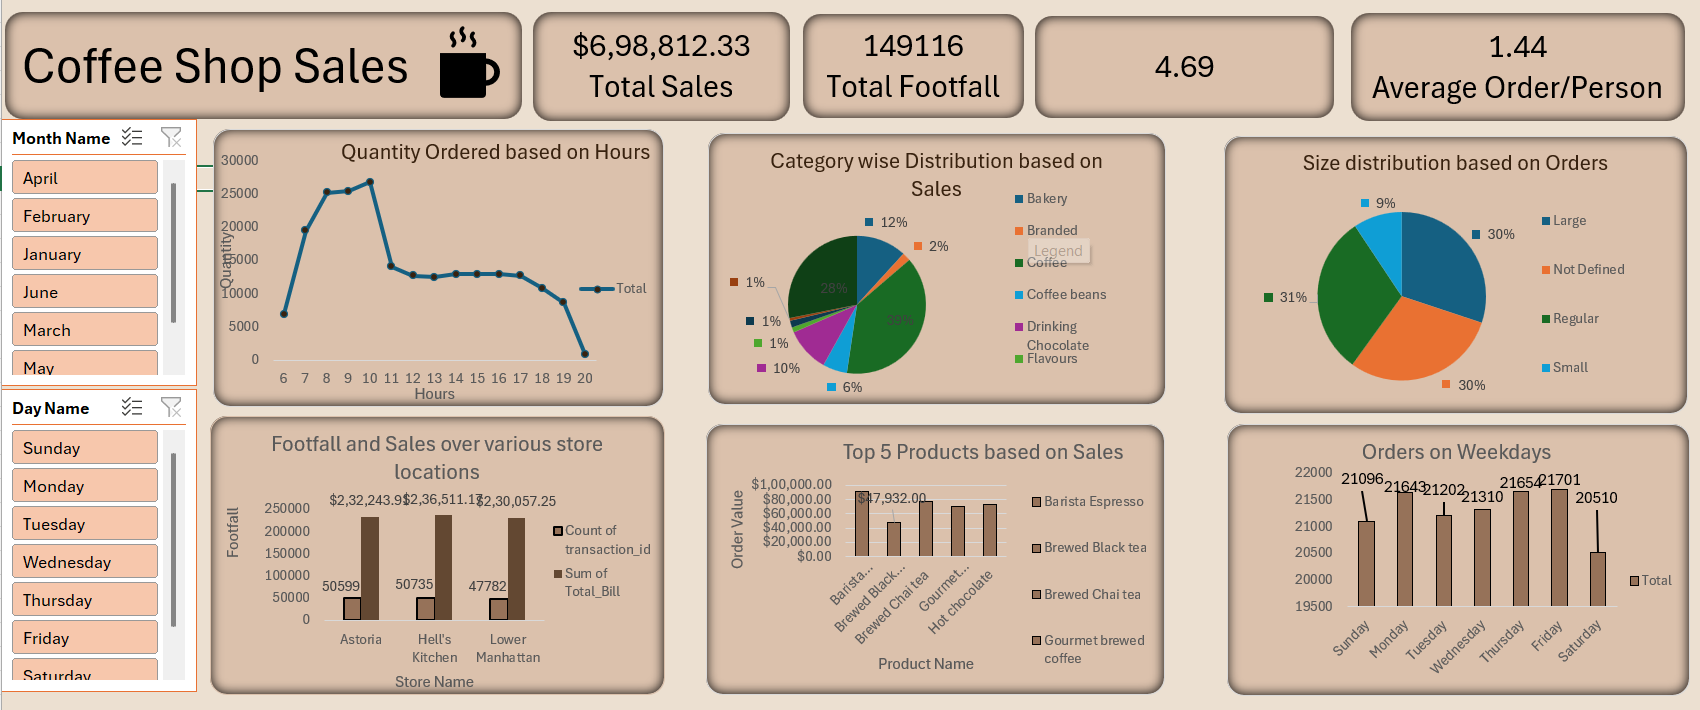 Coffee Shop Sales
$6,98,812.33
Total Sales
149116
Total Footfall
4.69
1.44
Average Order/Person
Month Name
April
February
January
June
March
May
Day Name
Sunday
Monday
Tuesday
Wednesday
Thursday
Friday
Saturday
Quantity Ordered based on Hours
Quantity
30000
25000
20000
15000
10000
5000
0
6 7 8 9 10 11 12 13 14 15 16 17 18 19 20
Hours
Total
Category wise Distribution based on
Sales
12%
2%
39%
6%
10%
1%
1%
1%
28%
Bakery
Branded
Legend
Coffee
Coffee beans
Drinking
Chocolate
Flavours
Size distribution based on Orders
9%
30%
31%
30%
Large
Not Defined
Regular
Small
Footfall and Sales over various store
locations
Footfall
250000
200000
150000
100000
50000
0
$2,32,243.91
$2,36,511.17
$2,30,057.25
50599
50735
47782
Astoria
Hell's
Kitchen
Lower
Manhattan
Store Name
Count of
transaction_id
Sum of
Total_Bill
Top 5 Products based on Sales
Order Value
$1,00,000.00
$80,000.00
$60,000.00
$40,000.00
$20,000.00
$0.00
$47,932.00
Barista...
Brewed Black...
Brewed Chai tea
Gourmet...
Hot chocolate
Product Name
Barista Espresso
Brewed Black tea
Brewed Chai tea
Gourmet brewed
coffee
Orders on Weekdays
22000
21500
21000
20500
20000
19500
21096
21643
21202
21310
21654
21701
20510
Sunday
Monday
Tuesday
Wednesday
Thursday
Friday
Saturday
Total